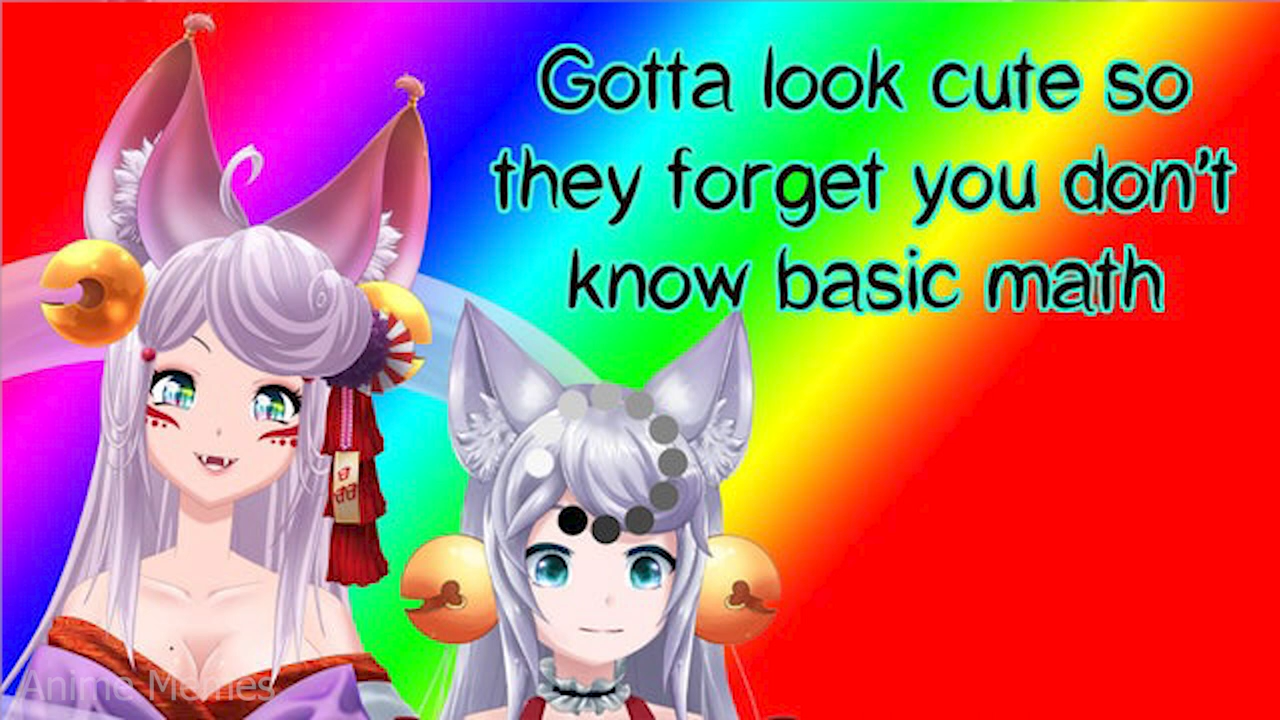 Gotta look cute so
they forget you don't
know basic math
Anime Memes